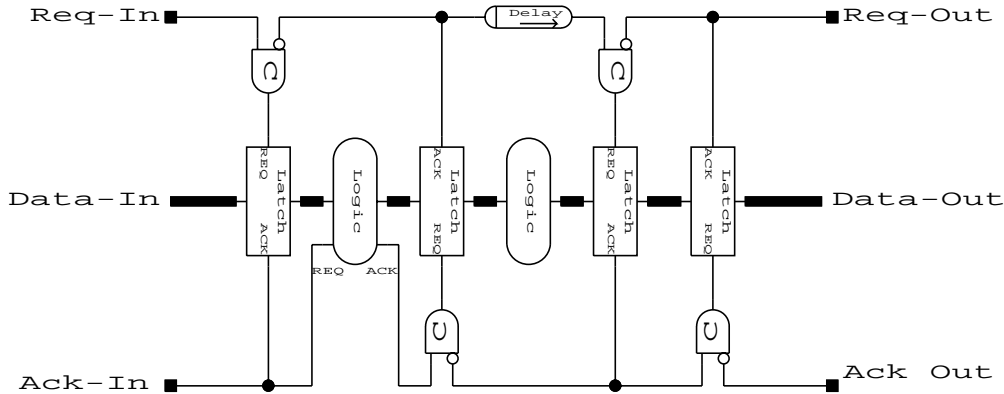 Req-In
Delay
Req-Out
C
C
REQ
Latch
ACK
Logic
ACK
Latch
REQ
Logic
REQ
Latch
ACK
ACK
Latch
REQ
Data-In
Data-Out
REQ ACK
C
C
Ack-In
Ack Out